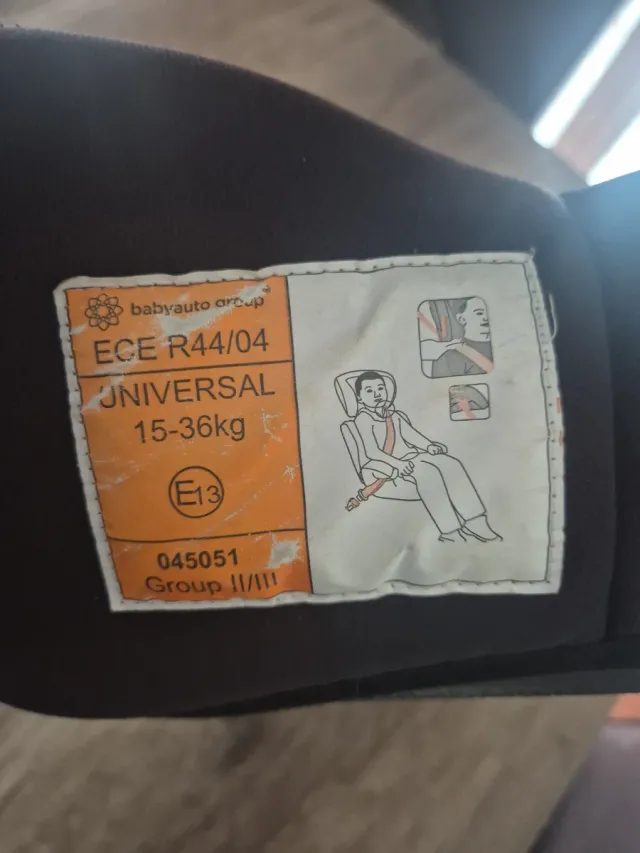 babyauto group
ECE R44/04
UNIVERSAL
15-36kg
E13
045051
Group II/III